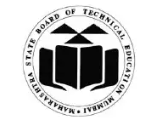 MAHARASHTRA STATE BOARD OF TECHNICAL EDUCATION MUMBAI